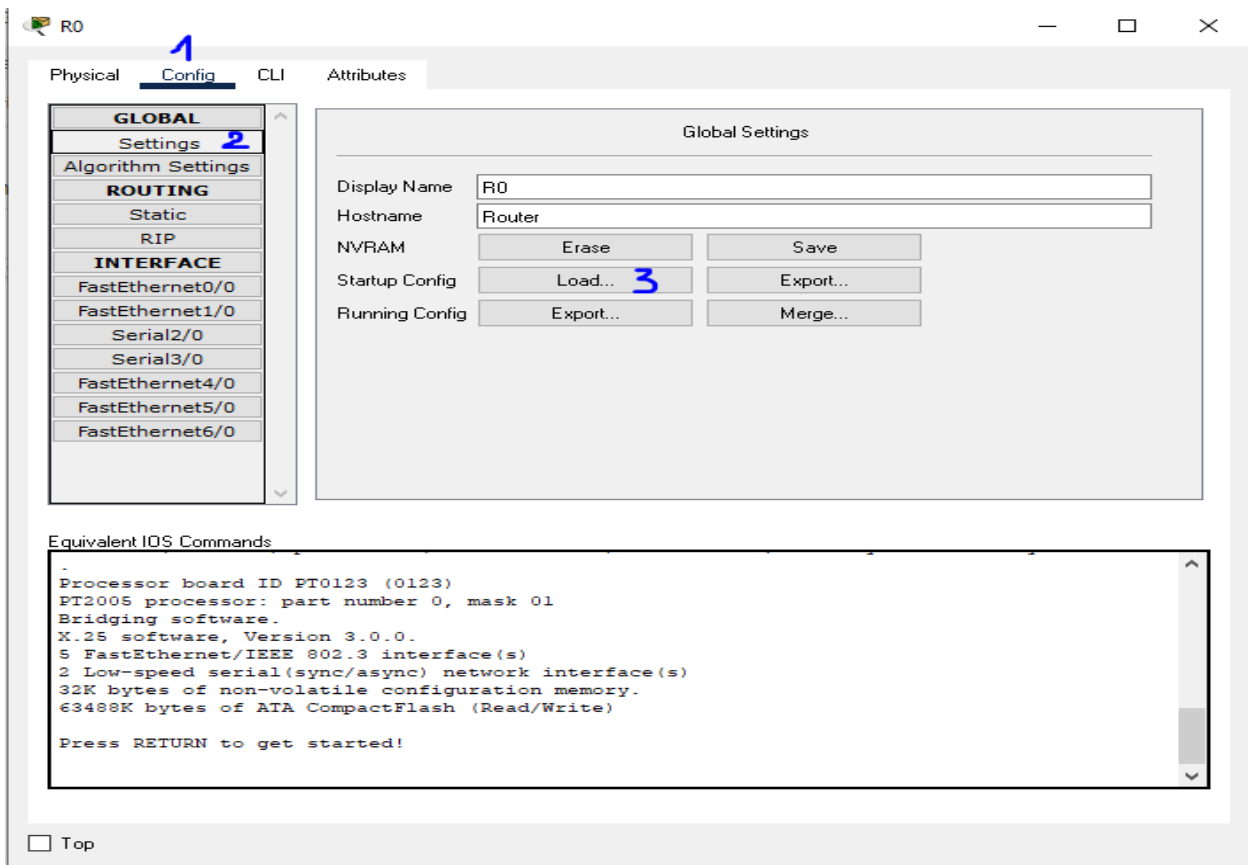 R0
1
Physical Config CLI Attributes
GLOBAL
Settings 2
Algorithm Settings
ROUTING
Static
RIP
INTERFACE
FastEthernet0/0
FastEthernet1/0
Serial2/0
Serial3/0
FastEthernet4/0
FastEthernet5/0
FastEthernet6/0
Global Settings
Display Name R0
Hostname Router
NVRAM Erase Save
Startup Config Load... 3 Export...
Running Config Export... Merge...
Equivalent IOS Commands
.
Processor board ID PT0123 (0123)
PT2005 processor: part number 0, mask 01
Bridging software.
X.25 software, Version 3.0.0.
5 FastEthernet/IEEE 802.3 interface(s)
2 Low-speed serial(sync/async) network interface(s)
32K bytes of non-volatile configuration memory.
63488K bytes of ATA CompactFlash (Read/Write)
Press RETURN to get started!
Top